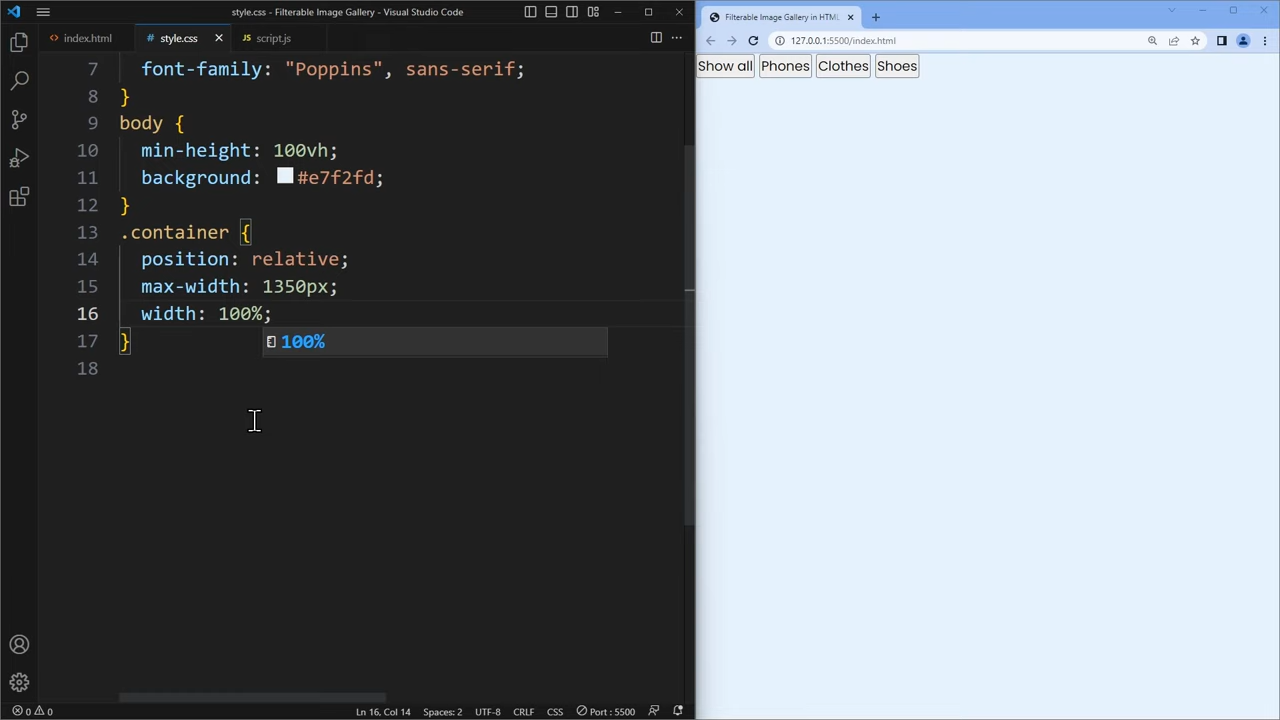 style.css - Filterable Image Gallery - Visual Studio Code
index.html
# style.css
JS script.js
7 font-family: "Poppins", sans-serif;
8 }
9 body {
10 min-height: 100vh;
11 background: #e7f2fd;
12 }
13 .container {
14 position: relative;
15 max-width: 1350px;
16 width: 100%;
100%
17 }
18
0 0
Ln 16, Col 14
Spaces: 2
UTF-8
CRLF
CSS
Port : 5500
Filterable Image Gallery in HTML
127.0.0.1:5500/index.html
Show all
Phones
Clothes
Shoes